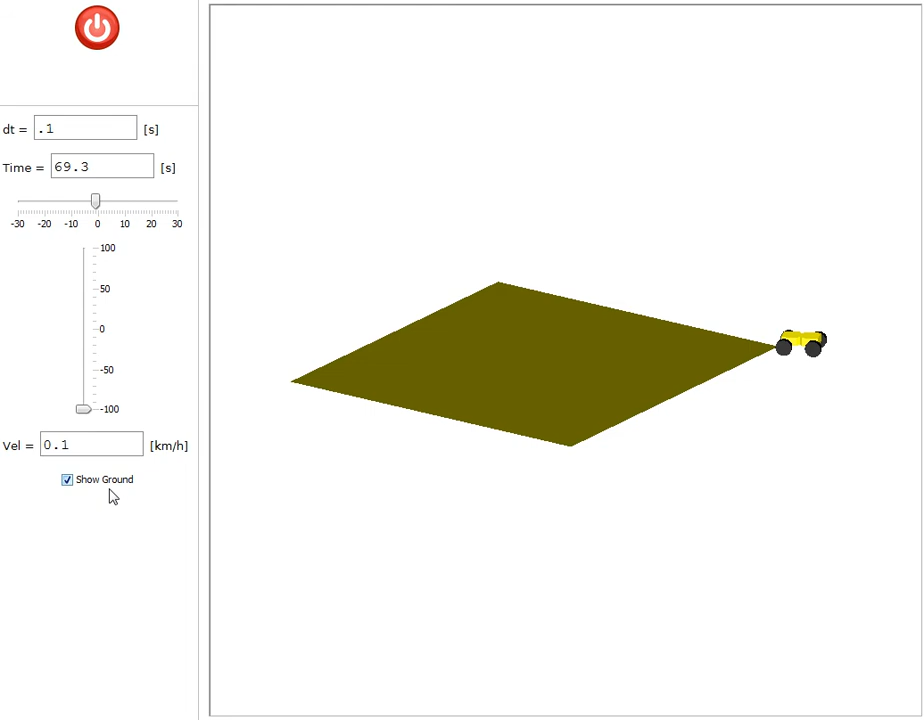 dt = .1 [s]
Time = 69.3 [s]
-30 -20 -10 0 10 20 30
100
50
0
-50
-100
Vel = 0.1 [km/h]
Show Ground